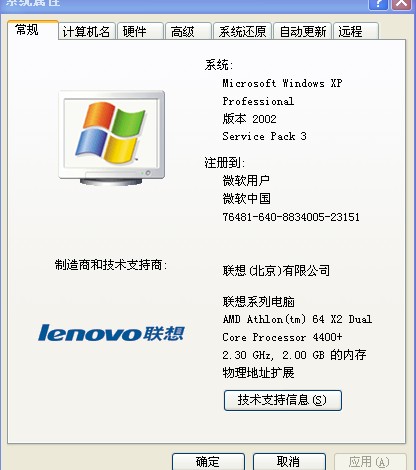 系统属性
常规 计算机名 硬件 高级 系统还原 自动更新 远程
系统:
Microsoft Windows XP
Professional
版本 2002
Service Pack 3
注册到:
微软用户
微软中国
76481-640-8834005-23151
制造商和技术支持商:
联想(北京)有限公司
lenovo联想
联想系列电脑
AMD Athlon(tm) 64 X2 Dual
Core Processor 4400+
2.30 GHz, 2.00 GB 的内存
物理地址扩展
技术支持信息(S)
确定 取消 应用(A)